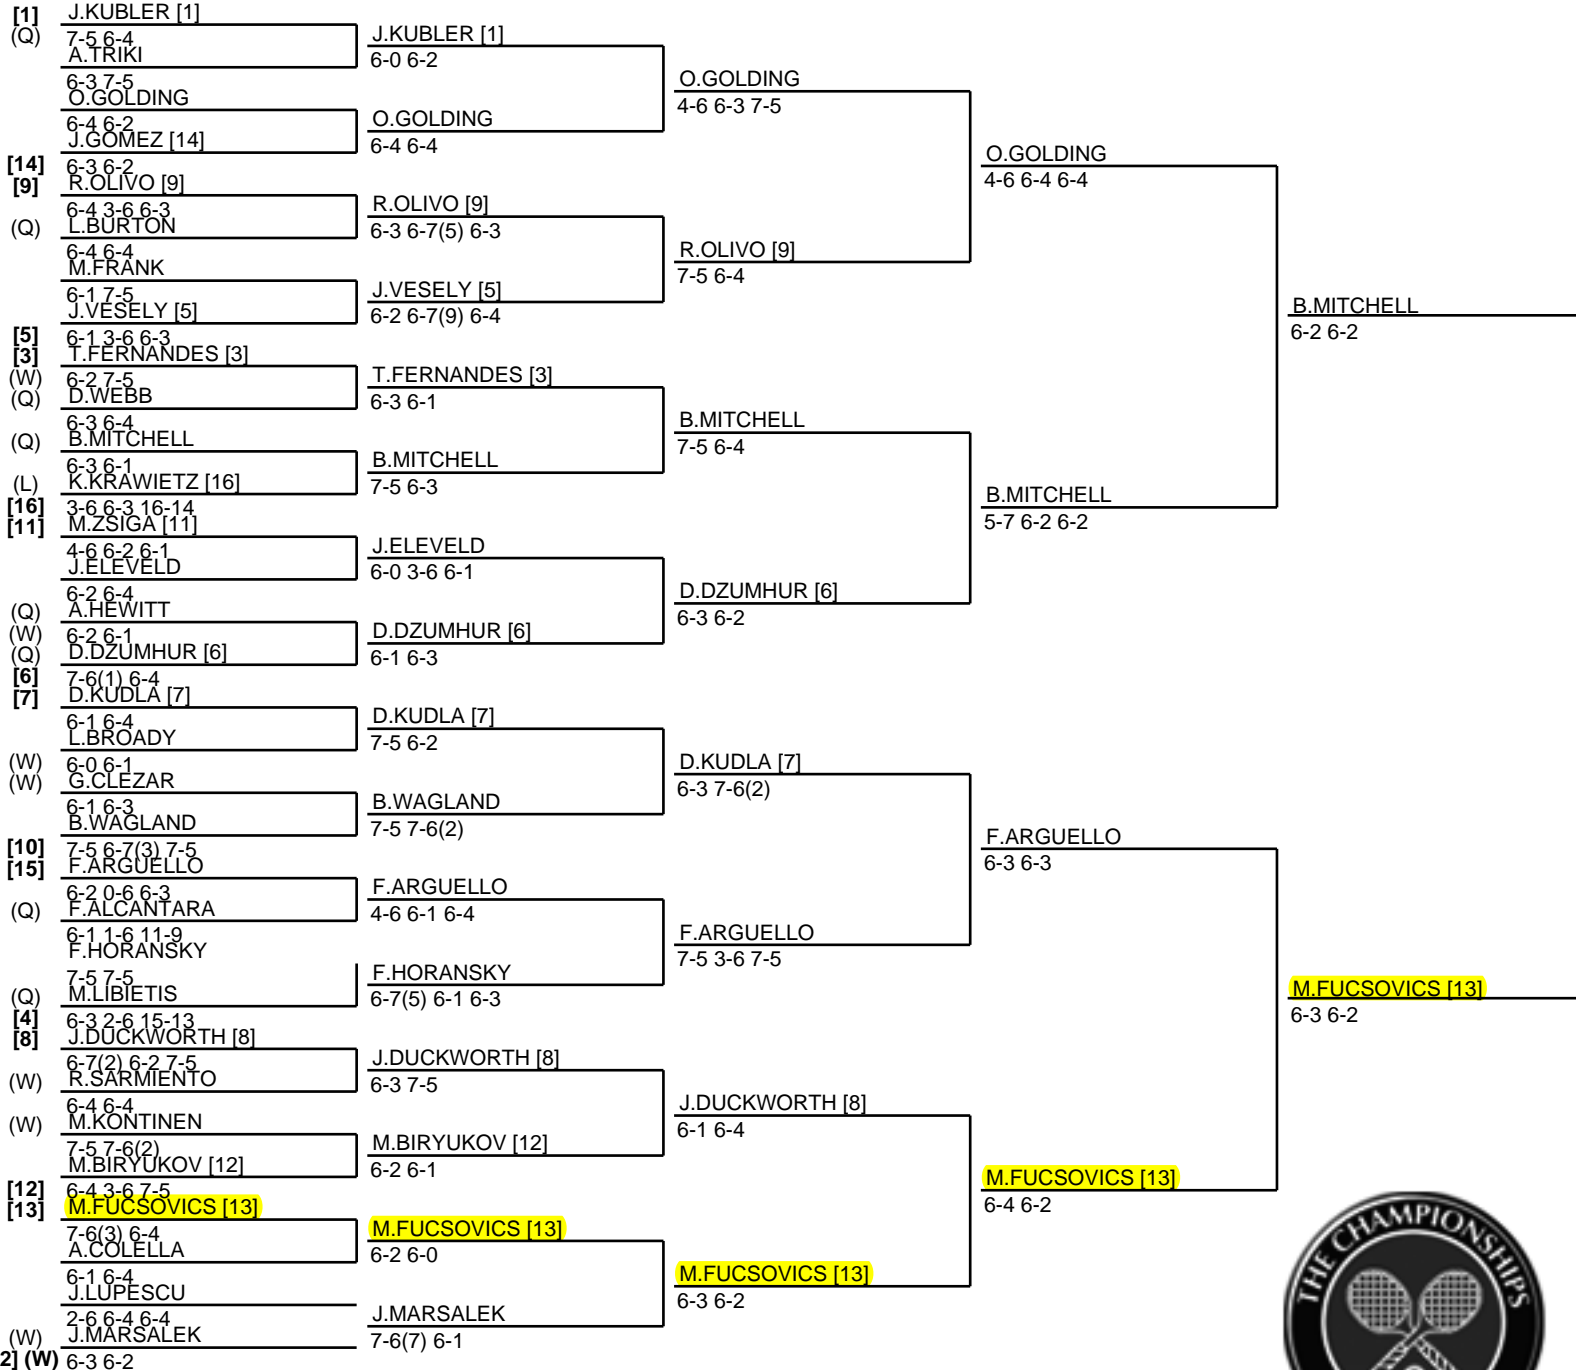 [1] J.KUBLER [1]
(Q) 7-5 6-4
A.TRIKI
6-3 7-5
O.GOLDING
6-4 6-2
J.GOMEZ [14]
[14] 6-3 6-2
[9] R.OLIVO [9]
6-4 3-6 6-3
(Q) L.BURTON
6-4 6-4
M.FRANK
6-1 7-5
J.VESELY [5]
[5] 6-1 3-6 6-3
[3] T.FERNANDES [3]
(W) 6-2 7-5
(Q) D.WEBB
6-3 6-4
(Q) B.MITCHELL
6-3 6-1
(L) K.KRAWIETZ [16]
[16] 3-6 6-3 16-14
[11] M.ZSIGA [11]
4-6 6-2 6-1
J.ELEVELD
6-2 6-4
(Q) A.HEWITT
(W) 6-2 6-1
(Q) D.DZUMHUR [6]
[6] 7-6(1) 6-4
[7] D.KUDLA [7]
6-1 6-4
L.BROADY
(W) 6-0 6-1
(W) G.CLEZAR
6-1 6-3
B.WAGLAND
[10] 7-5 6-7(3) 7-5
[15] F.ARGUELLO
6-2 0-6 6-3
(Q) F.ALCANTARA
6-1 1-6 11-9
F.HORANSKY
7-5 7-5
(Q) M.LIBIETIS
[4] 6-3 2-6 15-13
[8] J.DUCKWORTH [8]
6-7(2) 6-2 7-5
(W) R.SARMIENTO
6-4 6-4
(W) M.KONTINEN
7-5 7-6(2)
M.BIRYUKOV [12]
[12] 6-4 3-6 7-5
[13] M.FUCSOVICS [13]
7-6(3) 6-4
A.COLELLA
6-1 6-4
J.LUPESCU
2-6 6-4 6-4
(W) J.MARSALEK
2] (W) 6-3 6-2
J.KUBLER [1]
6-0 6-2
O.GOLDING
6-4 6-4
R.OLIVO [9]
6-3 6-7(5) 6-3
J.VESELY [5]
6-2 6-7(9) 6-4
T.FERNANDES [3]
6-3 6-1
B.MITCHELL
7-5 6-3
J.ELEVELD
6-0 3-6 6-1
D.DZUMHUR [6]
6-1 6-3
D.KUDLA [7]
7-5 6-2
B.WAGLAND
7-5 7-6(2)
F.ARGUELLO
4-6 6-1 6-4
F.HORANSKY
6-7(5) 6-1 6-3
J.DUCKWORTH [8]
6-3 7-5
M.BIRYUKOV [12]
6-2 6-1
M.FUCSOVICS [13]
6-2 6-0
J.MARSALEK
7-6(7) 6-1
O.GOLDING
4-6 6-3 7-5
R.OLIVO [9]
7-5 6-4
B.MITCHELL
7-5 6-4
D.DZUMHUR [6]
6-3 6-2
D.KUDLA [7]
6-3 7-6(2)
F.ARGUELLO
7-5 3-6 7-5
J.DUCKWORTH [8]
6-1 6-4
M.FUCSOVICS [13]
6-3 6-2
O.GOLDING
4-6 6-4 6-4
B.MITCHELL
5-7 6-2 6-2
F.ARGUELLO
6-3 6-3
M.FUCSOVICS [13]
6-4 6-2
B.MITCHELL
6-2 6-2
M.FUCSOVICS [13]
6-3 6-2
THE CHAMPIONSHIPS